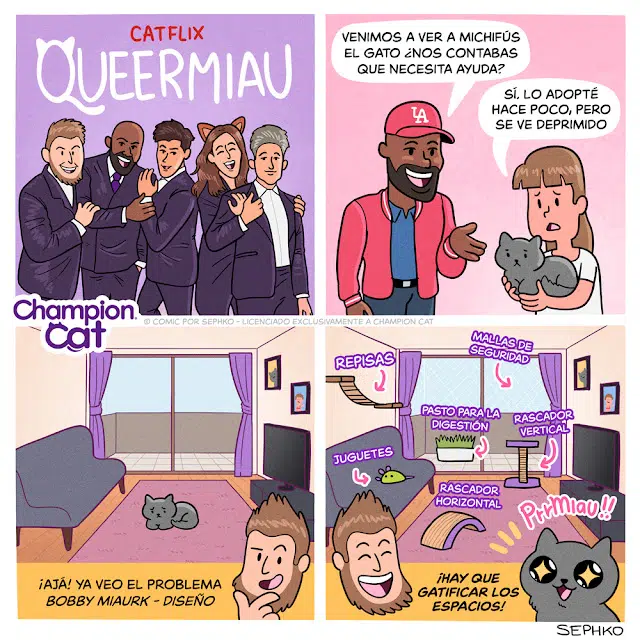 CATFLIX
QUEERMIAU
VENIMOS A VER A MICHIFÚS
EL GATO ¿NOS CONTABAS
QUE NECESITA AYUDA?
SÍ. LO ADOPTÉ
HACE POCO, PERO
SE VE DEPRIMIDO
LA
Champion
Cat
© COMIC POR SEPHKO - LICENCIADO EXCLUSIVAMENTE A CHAMPION CAT
¡AJÁ! YA VEO EL PROBLEMA
BOBBY MIAURK - DISEÑO
REPISAS
MALLAS DE
SEGURIDAD
PASTO PARA LA
DIGESTIÓN
RASCADOR
VERTICAL
JUGUETES
RASCADOR
HORIZONTAL
PrrMiau!!
¡HAY QUE
GATIFICAR LOS
ESPACIOS!
SEPHKO